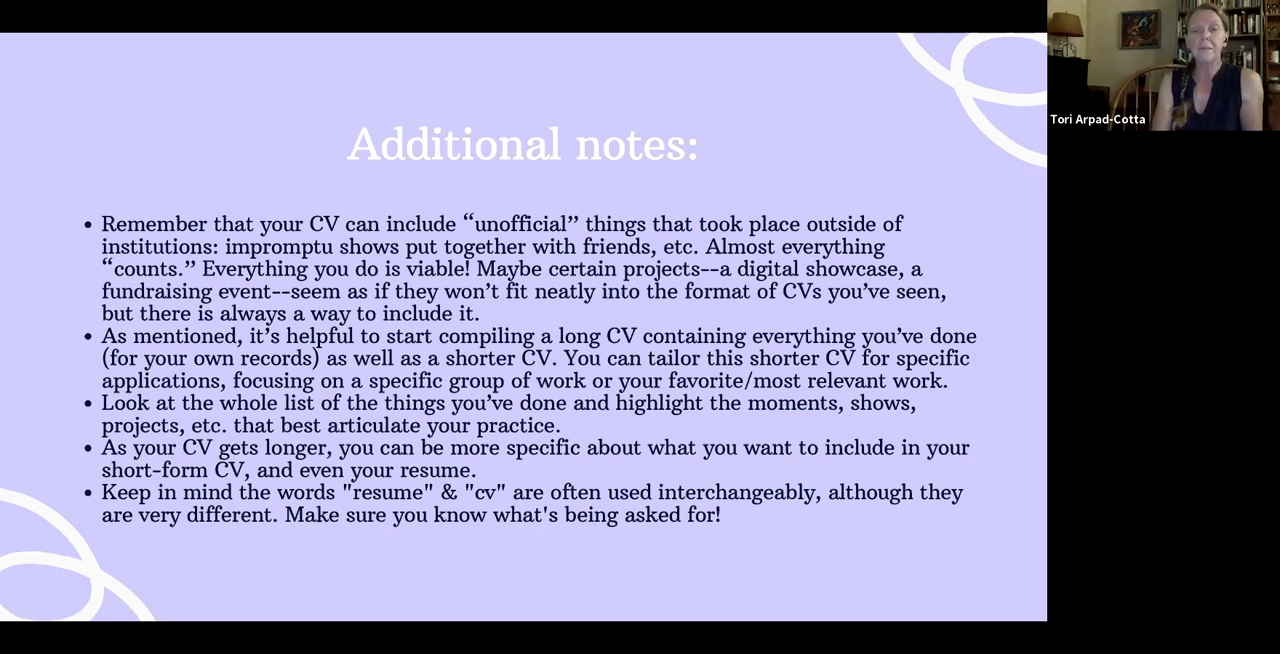 Additional notes:
• Remember that your CV can include “unofficial” things that took place outside of
institutions: impromptu shows put together with friends, etc. Almost everything
“counts.” Everything you do is viable! Maybe certain projects--a digital showcase, a
fundraising event--seem as if they won’t fit neatly into the format of CVs you’ve seen,
but there is always a way to include it.
• As mentioned, it’s helpful to start compiling a long CV containing everything you’ve done
(for your own records) as well as a shorter CV. You can tailor this shorter CV for specific
applications, focusing on a specific group of work or your favorite/most relevant work.
• Look at the whole list of the things you’ve done and highlight the moments, shows,
projects, etc. that best articulate your practice.
• As your CV gets longer, you can be more specific about what you want to include in your
short-form CV, and even your resume.
• Keep in mind the words "resume" & "cv" are often used interchangeably, although they
are very different. Make sure you know what's being asked for!
Tori Arpad-Cotta